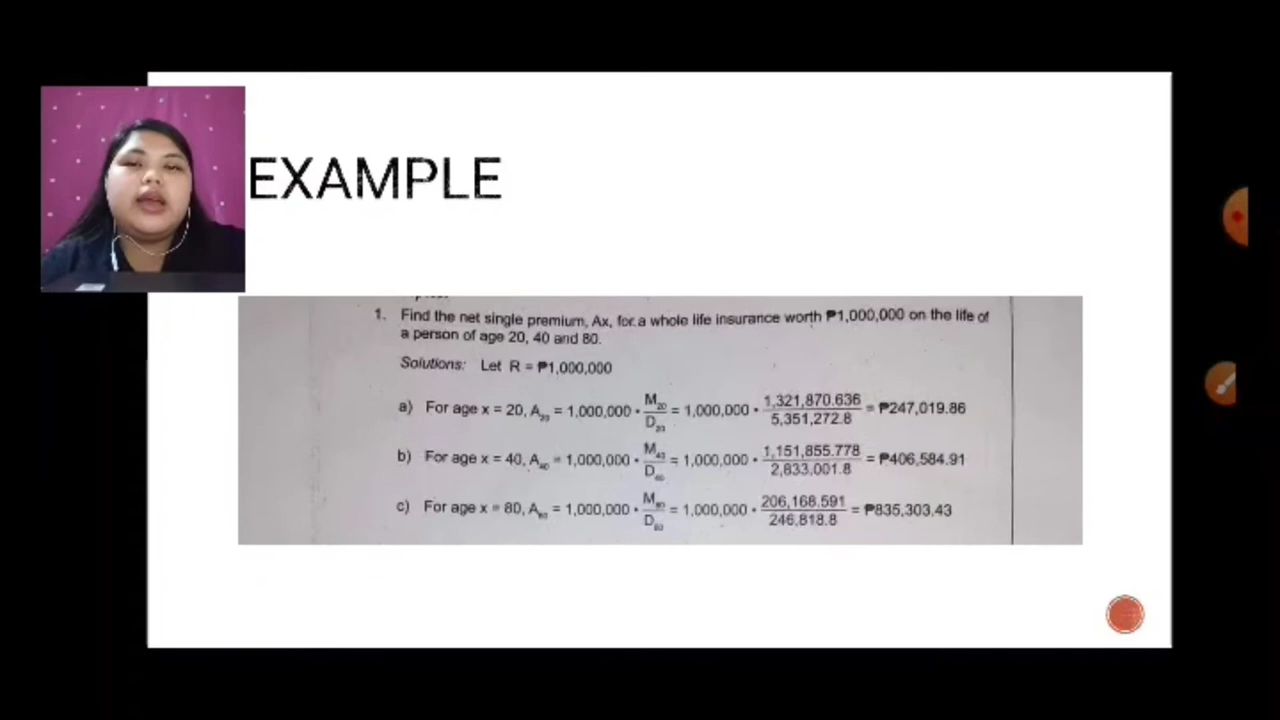 EXAMPLE
1. Find the net single premium, Ax, for a whole life insurance worth ₱1,000,000 on the life of
a person of age 20, 40 and 80.
Solutions: Let R = ₱1,000,000
a) For age x = 20, A₂₀ = 1,000,000 • M₂₀/D₂₀ = 1,000,000 • 1,321,870.636/5,351,272.8 = ₱247,019.86
b) For age x = 40, A₄₀ = 1,000,000 • M₄₀/D₄₀ = 1,000,000 • 1,151,855.778/2,833,001.8 = ₱406,584.91
c) For age x = 80, A₈₀ = 1,000,000 • M₈₀/D₈₀ = 1,000,000 • 206,168.591/246,818.8 = ₱835,303.43